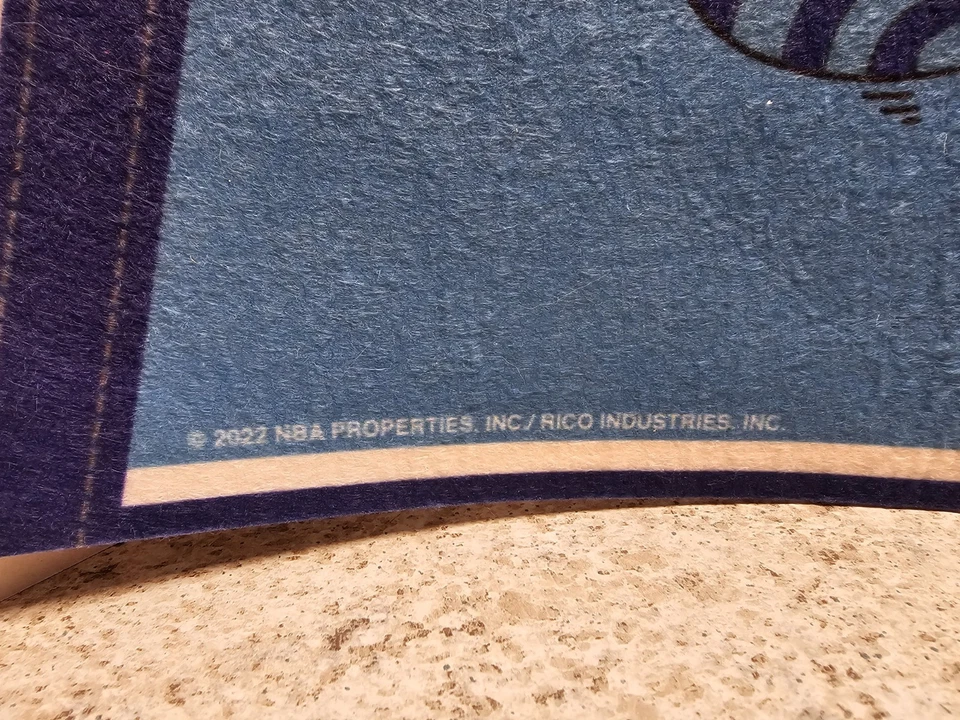 © 2022 NBA PROPERTIES, INC / RICO INDUSTRIES, INC.